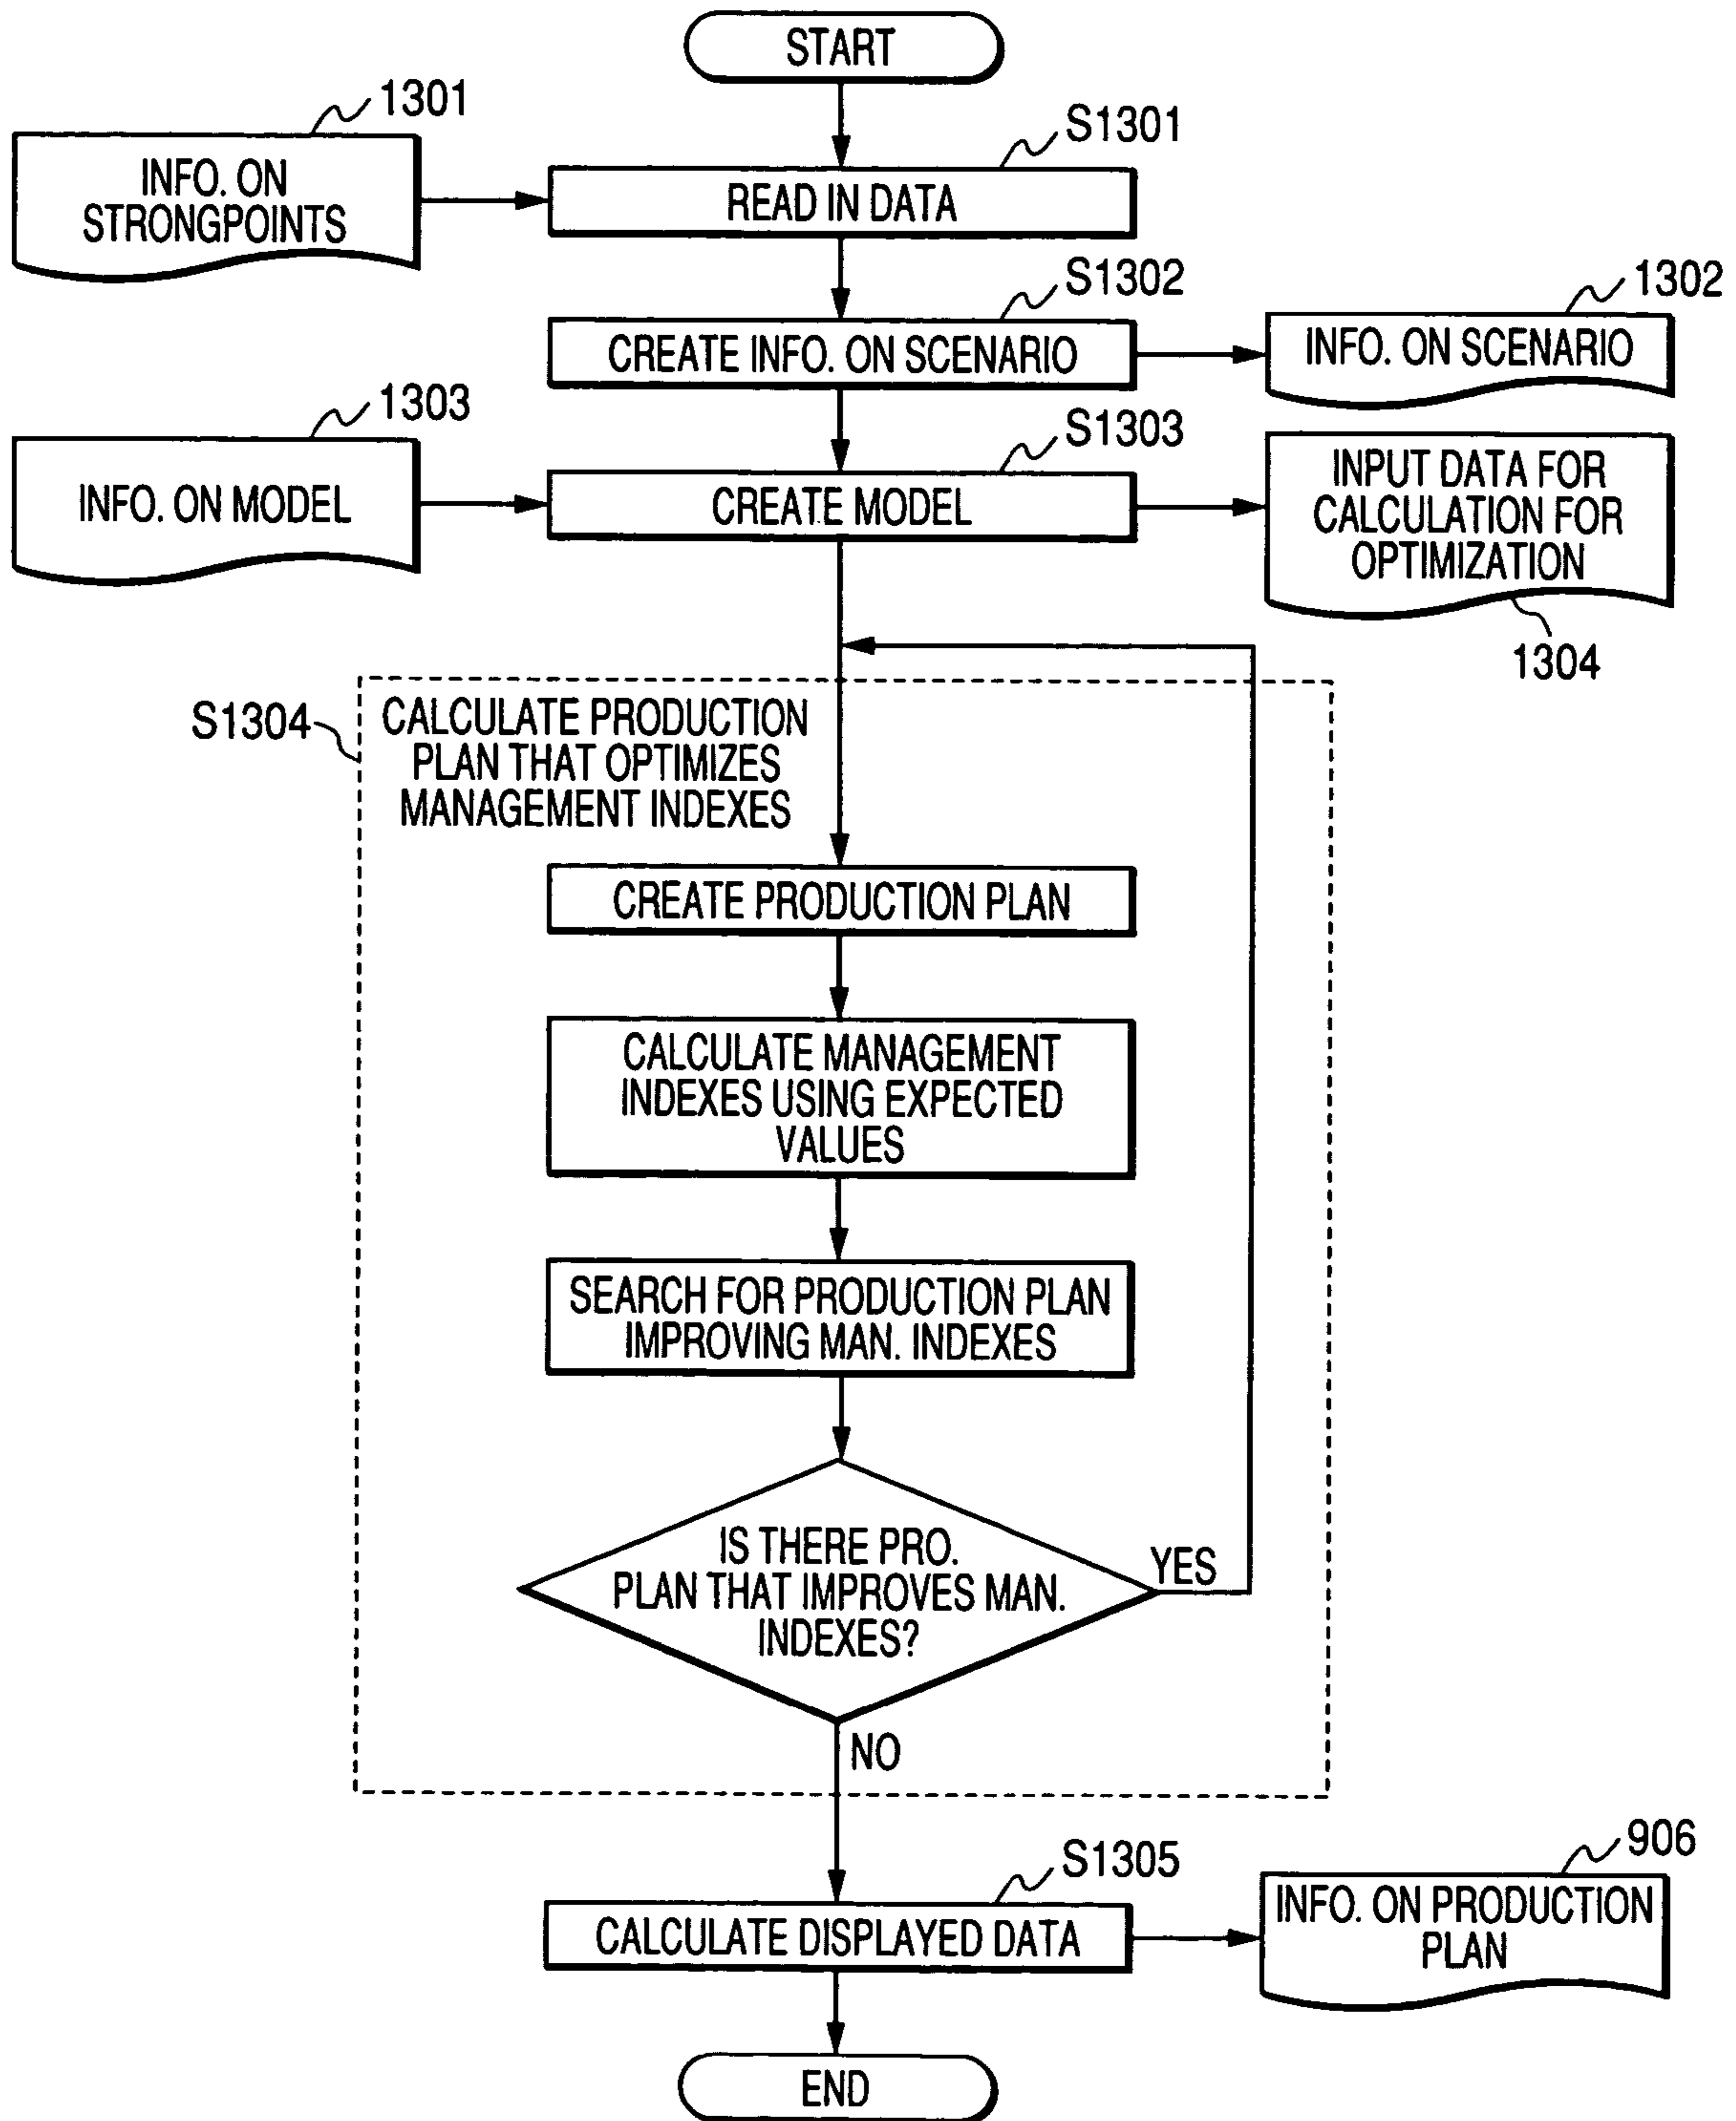 START
1301
S1301
INFO. ON
STRONGPOINTS
READ IN DATA
S1302
1302
CREATE INFO. ON SCENARIO
INFO. ON SCENARIO
1303
S1303
INFO. ON MODEL
CREATE MODEL
INPUT DATA FOR
CALCULATION FOR
OPTIMIZATION
1304
S1304
CALCULATE PRODUCTION
PLAN THAT OPTIMIZES
MANAGEMENT INDEXES
CREATE PRODUCTION PLAN
CALCULATE MANAGEMENT
INDEXES USING EXPECTED
VALUES
SEARCH FOR PRODUCTION PLAN
IMPROVING MAN. INDEXES
IS THERE PRO.
PLAN THAT IMPROVES MAN.
INDEXES?
YES
NO
S1305
906
CALCULATE DISPLAYED DATA
INFO. ON PRODUCTION
PLAN
END